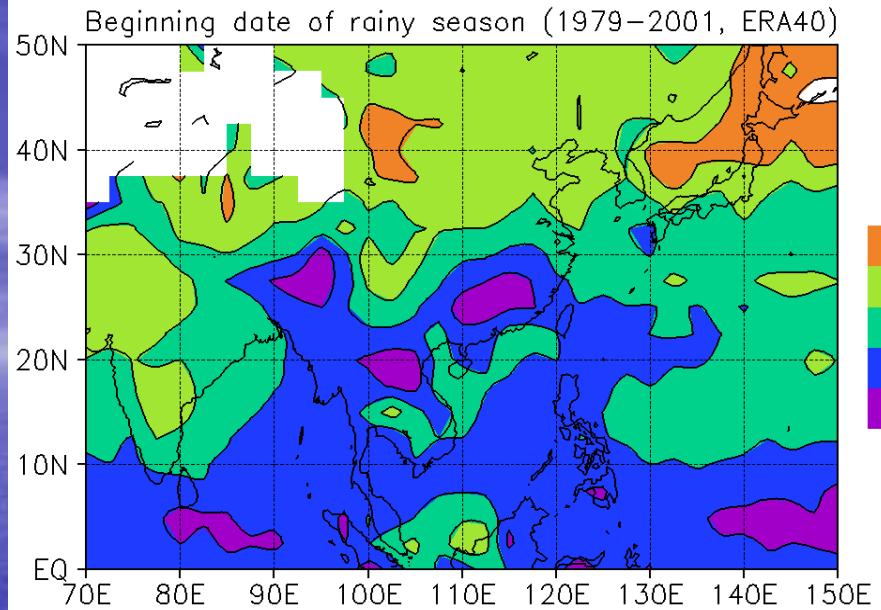 Beginning date of rainy season (1979−2001, ERA40)
50N
40N
30N
20N
10N
EQ
70E 80E 90E 100E 110E 120E 130E 140E 150E